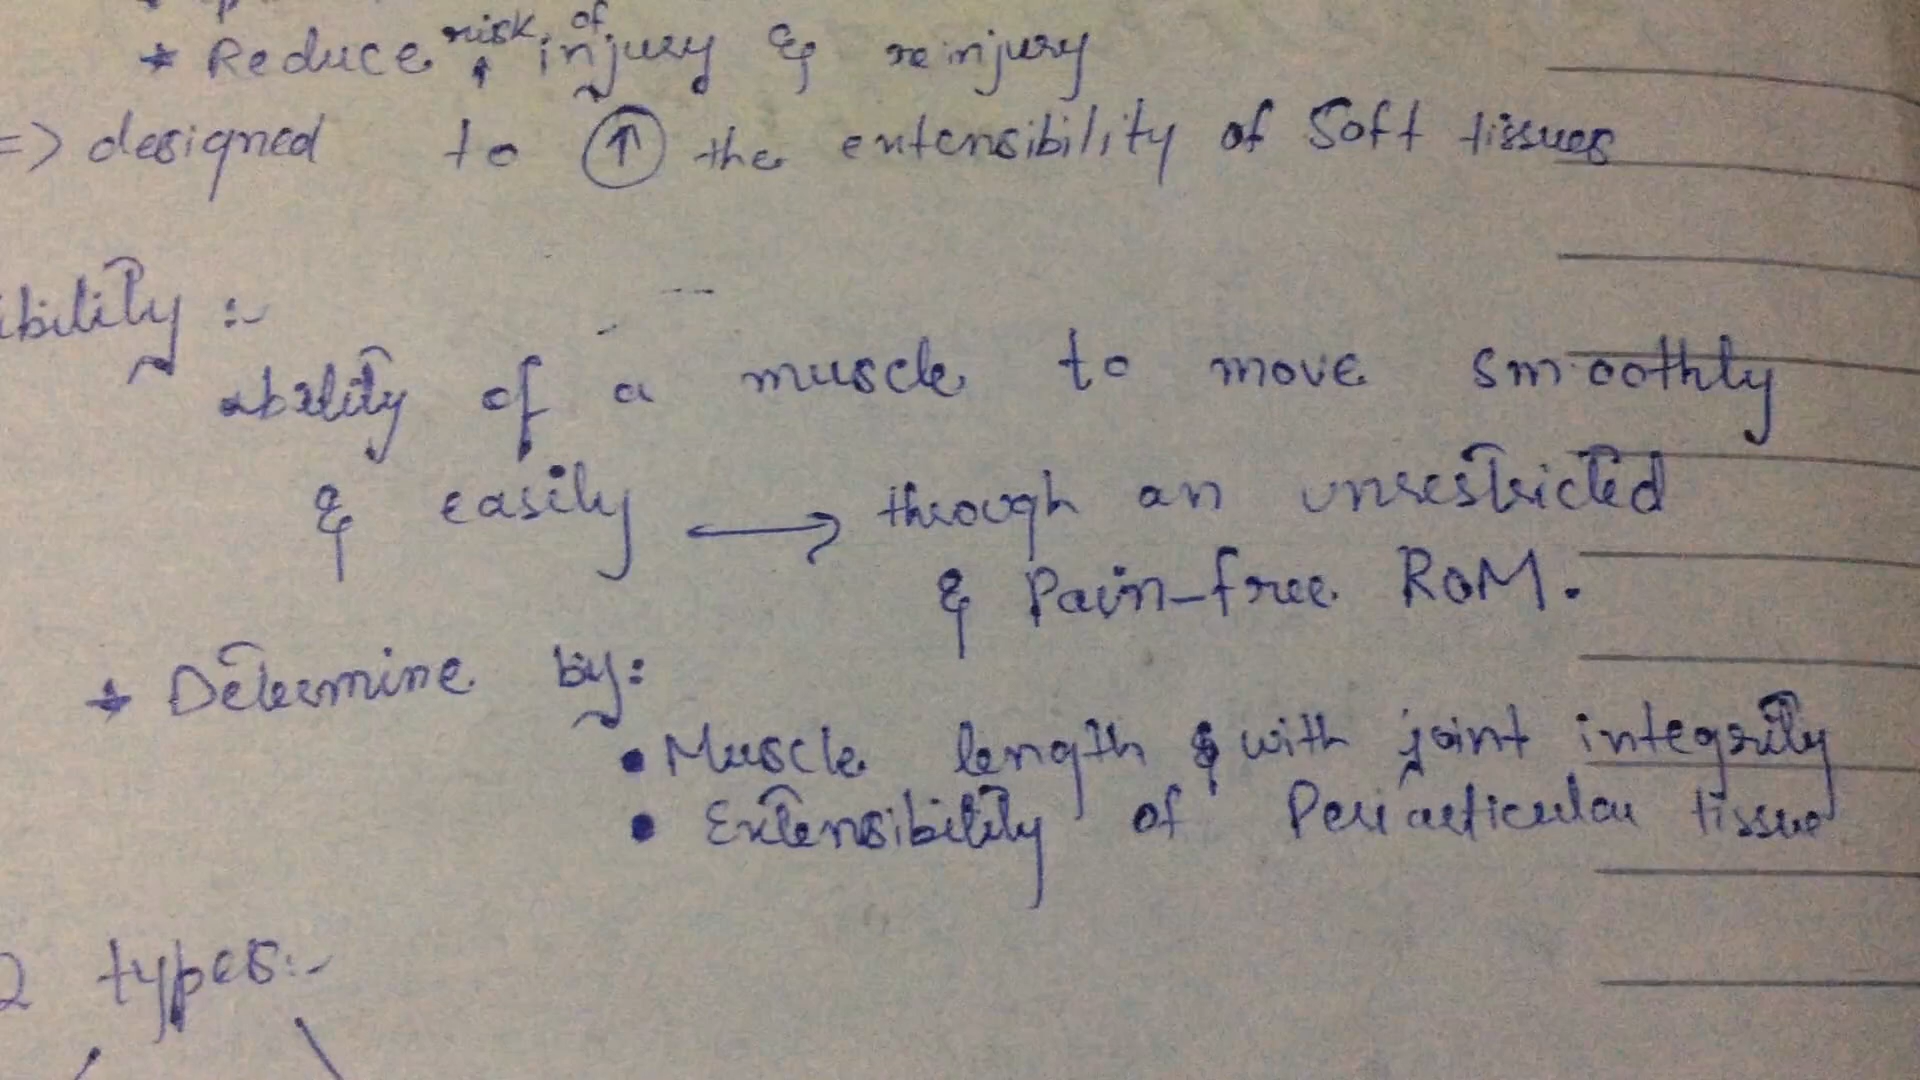 * Reduce risk of injury & reinjury
=> designed to ↑ the extensibility of Soft tissues
ibility :-
ability of a muscle to move smoothly
& easily → through an unrestricted
& Pain-free ROM.
* Determine by:
• Muscle length & with joint integrity
• Extensibility of Periarticular tissue
2 types:-